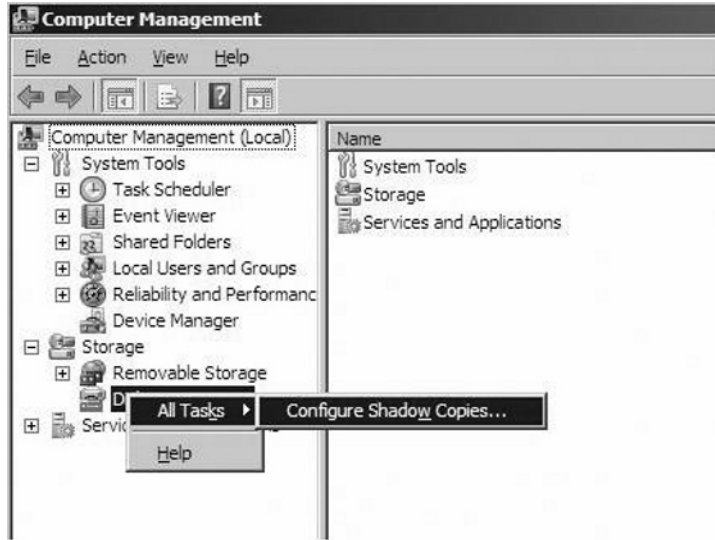 Computer Management
File Action View Help
Computer Management (Local)
Name
System Tools
System Tools
Task Scheduler
Storage
Event Viewer
Services and Applications
Shared Folders
Local Users and Groups
Reliability and Performanc
Device Manager
Storage
Removable Storage
All Tasks
Configure Shadow Copies...
Servic
Help